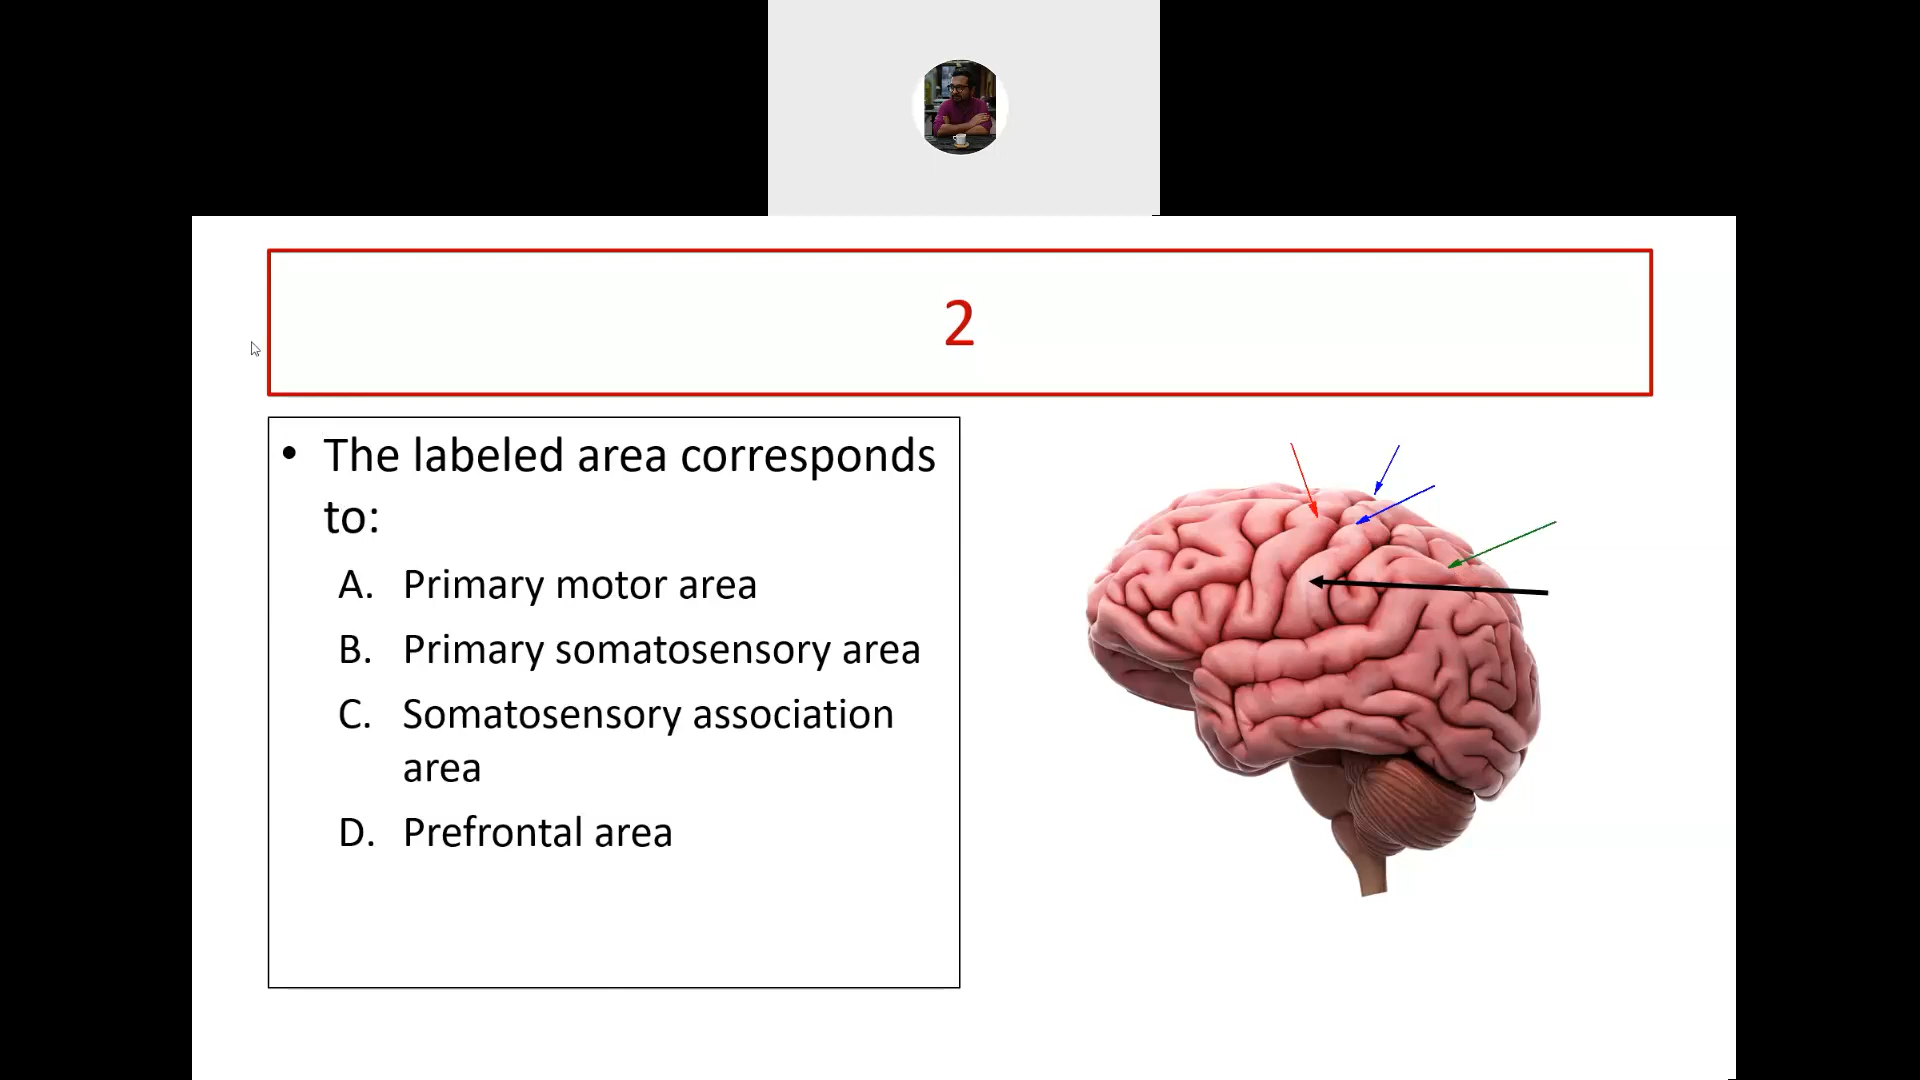 2
• The labeled area corresponds
to:
A. Primary motor area
B. Primary somatosensory area
C. Somatosensory association
area
D. Prefrontal area